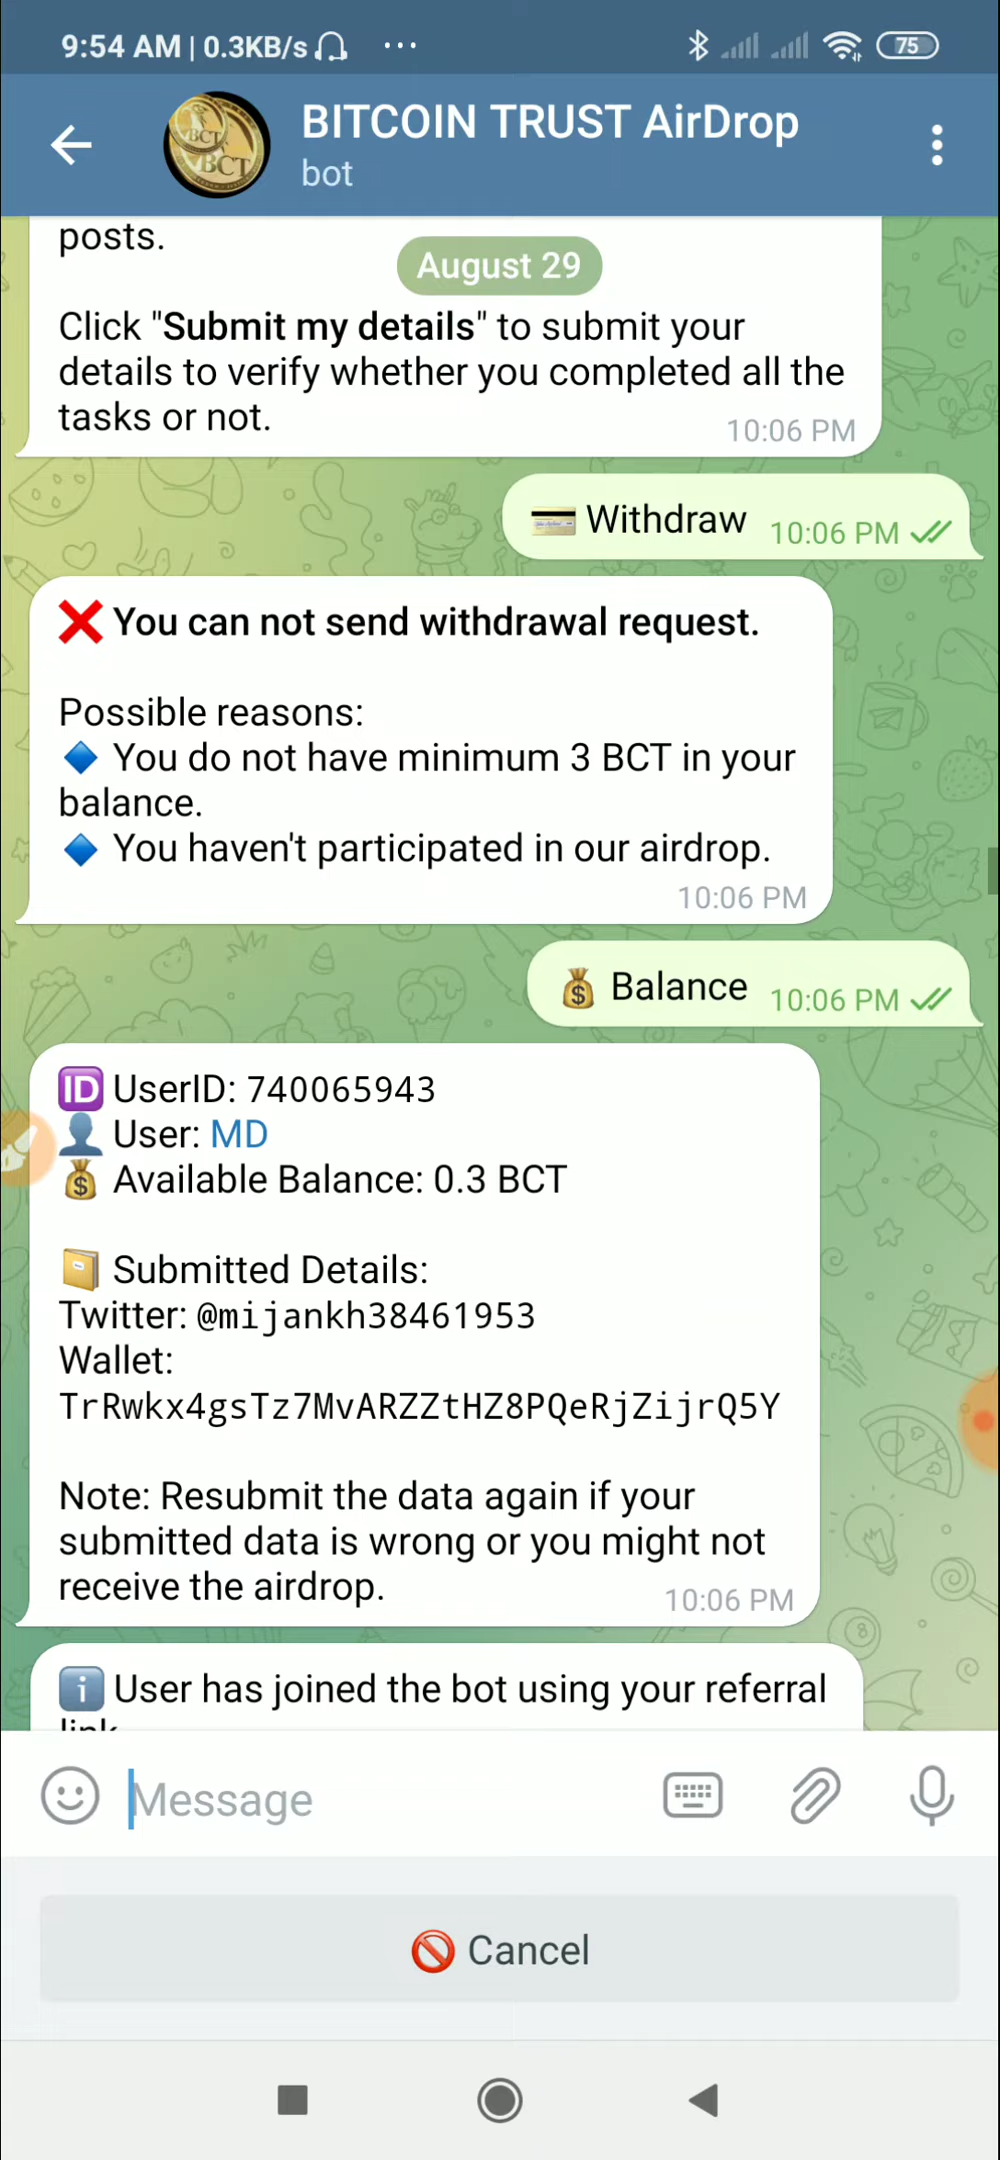 9:54 AM | 0.3KB/s ... 75
BITCOIN TRUST AirDrop
BCT
BCT
bot
posts.
August 29
Click "Submit my details" to submit your
details to verify whether you completed all the
tasks or not.
10:06 PM
Withdraw 10:06 PM
You can not send withdrawal request.
Possible reasons:
You do not have minimum 3 BCT in your
balance.
You haven't participated in our airdrop.
10:06 PM
Balance 10:06 PM
ID UserID: 740065943
User: MD
Available Balance: 0.3 BCT
Submitted Details:
Twitter: @mijankh38461953
Wallet:
TrRwkx4gsTz7MvARZZtHZ8PQeRjZijrQ5Y
Note: Resubmit the data again if your
submitted data is wrong or you might not
receive the airdrop.
10:06 PM
User has joined the bot using your referral
link
Message
Cancel